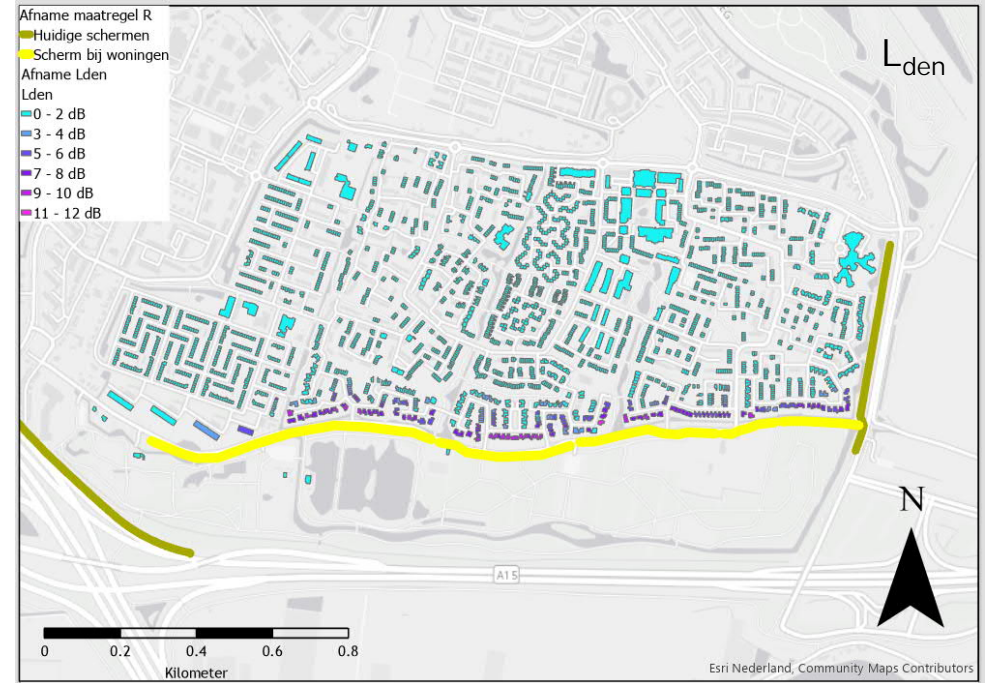 Afname maatregel R
Huidige schermen
Scherm bij woningen
Afname Lden
Lden
0 - 2 dB
3 - 4 dB
5 - 6 dB
7 - 8 dB
9 - 10 dB
11 - 12 dB
Lden
N
A15
0 0.2 0.4 0.6 0.8
Kilometer
Esri Nederland, Community Maps Contributors